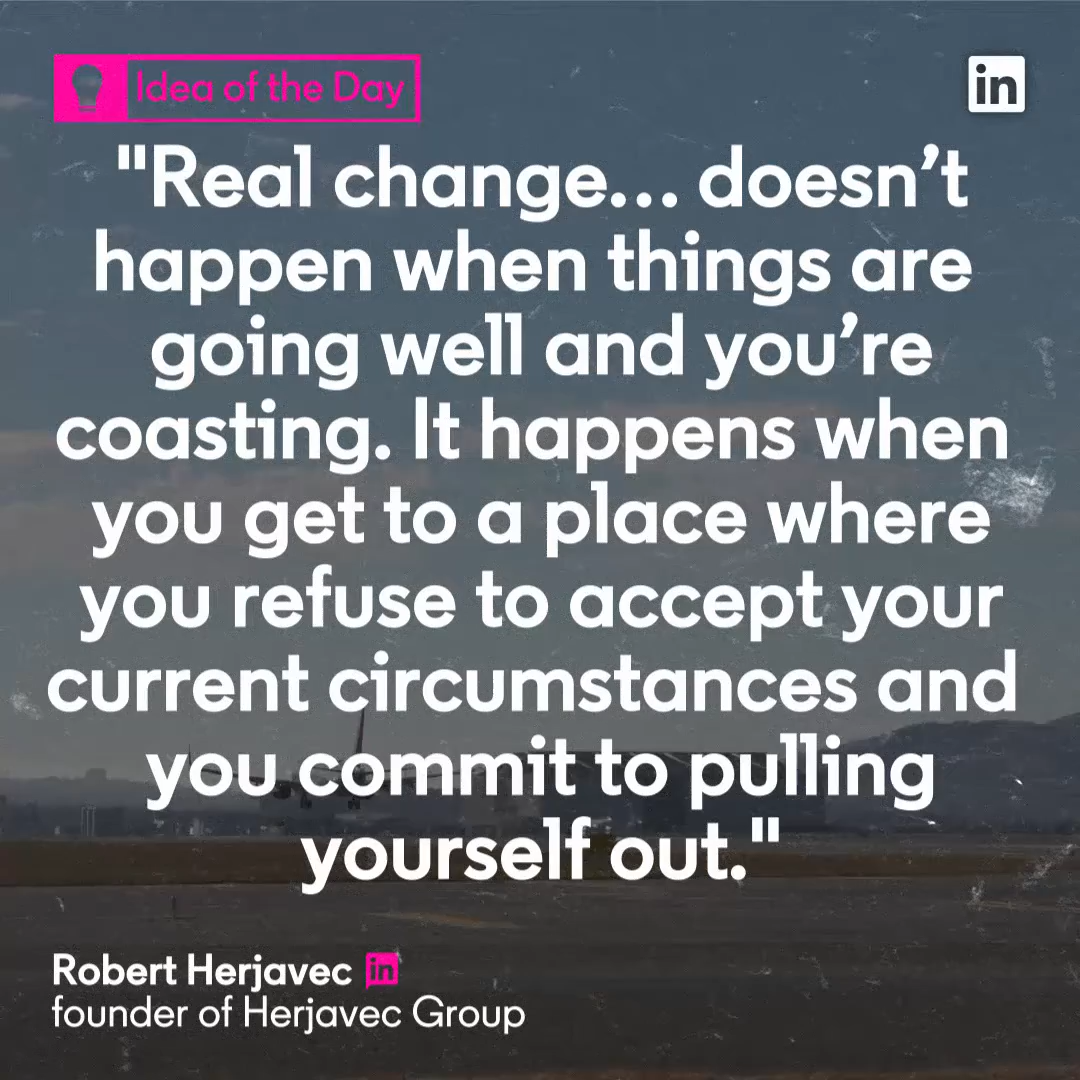 Idea of the Day
in
"Real change... doesn’t
happen when things are
going well and you’re
coasting. It happens when
you get to a place where
you refuse to accept your
current circumstances and
you commit to pulling
yourself out."
Robert Herjavec in
founder of Herjavec Group